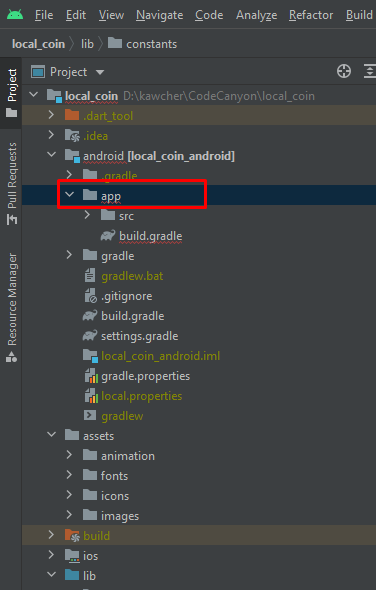 File Edit View Navigate Code Analyze Refactor Build
local_coin lib constants
Project
local_coin D:\kawcher\CodeCanyon\local_coin
.dart_tool
.idea
android [local_coin_android]
.gradle
app
src
build.gradle
gradle
gradlew.bat
.gitignore
build.gradle
settings.gradle
local_coin_android.iml
gradle.properties
local.properties
gradlew
assets
animation
fonts
icons
images
build
ios
lib
Project
Pull Requests
Resource Manager